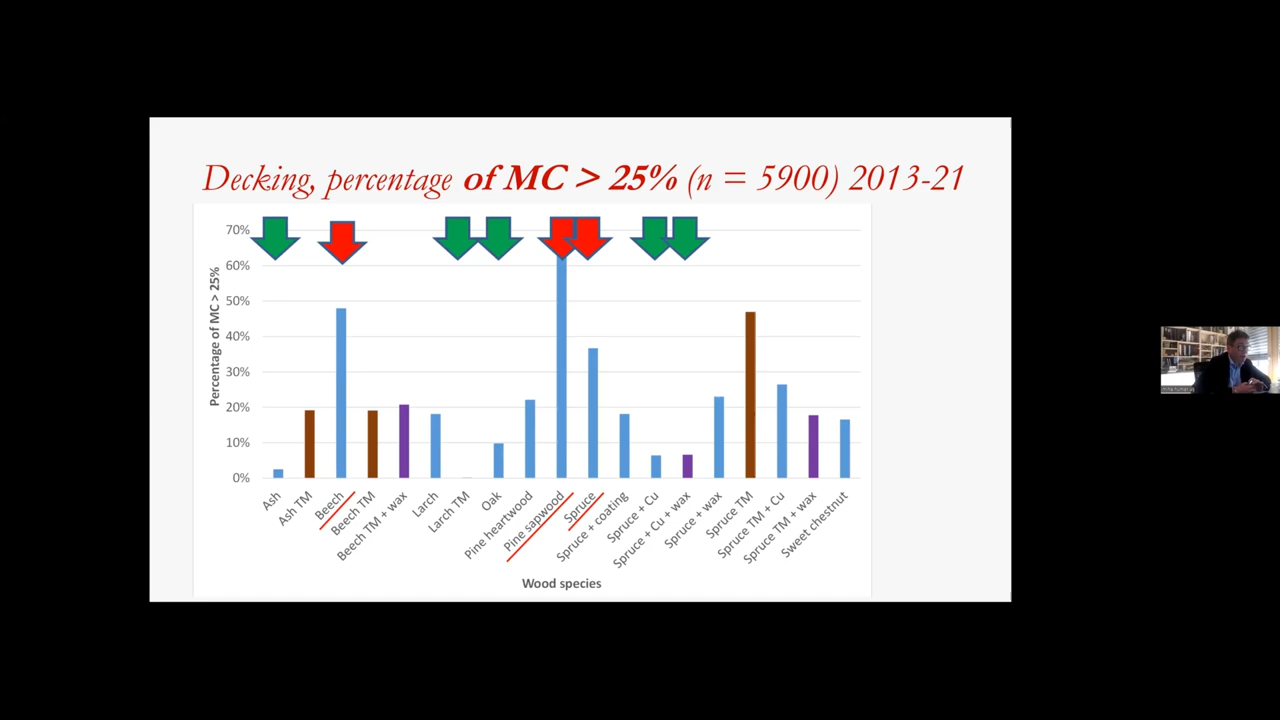 Decking, percentage of MC > 25% (n = 5900) 2013-21
70%
60%
50%
40%
30%
20%
10%
0%
Percentage of MC > 25%
Ash
Ash TM
Beech
Beech TM
Beech TM + wax
Larch
Larch TM
Oak
Pine heartwood
Pine sapwood
Spruce
Spruce + coating
Spruce + Cu
Spruce + Cu + wax
Spruce + wax
Spruce TM
Spruce TM + Cu
Spruce TM + wax
Sweet chestnut
Wood species